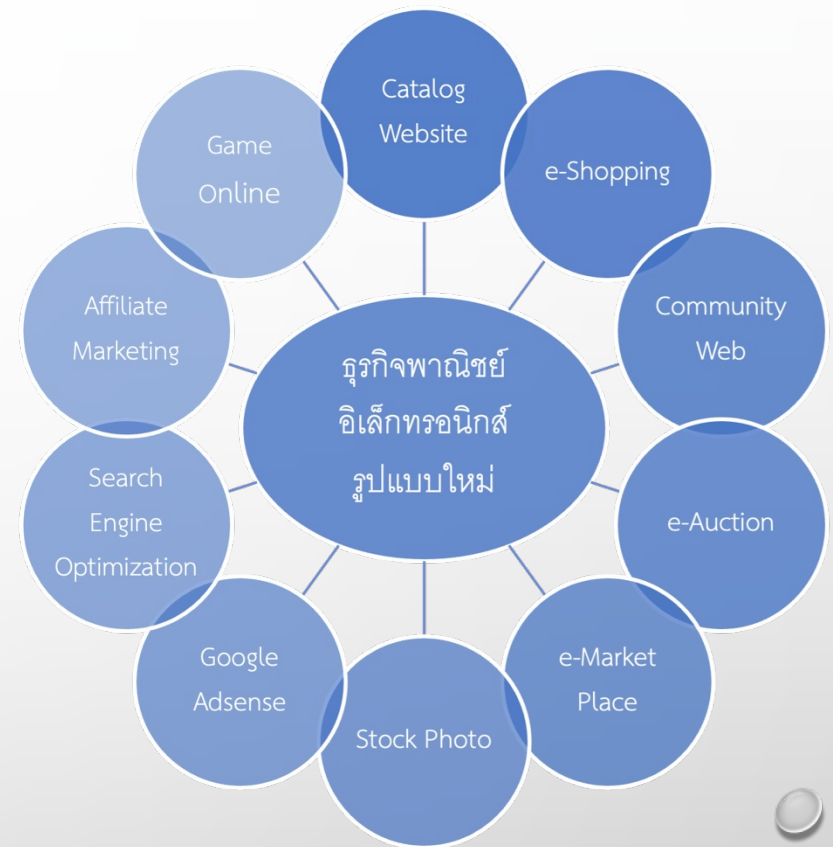 Catalog
Website
e-Shopping
Community
Web
e-Auction
e-Market
Place
Stock Photo
Google
Adsense
Search
Engine
Optimization
Affiliate
Marketing
Game
Online
ธุรกิจพาณิชย์
อิเล็กทรอนิกส์
รูปแบบใหม่